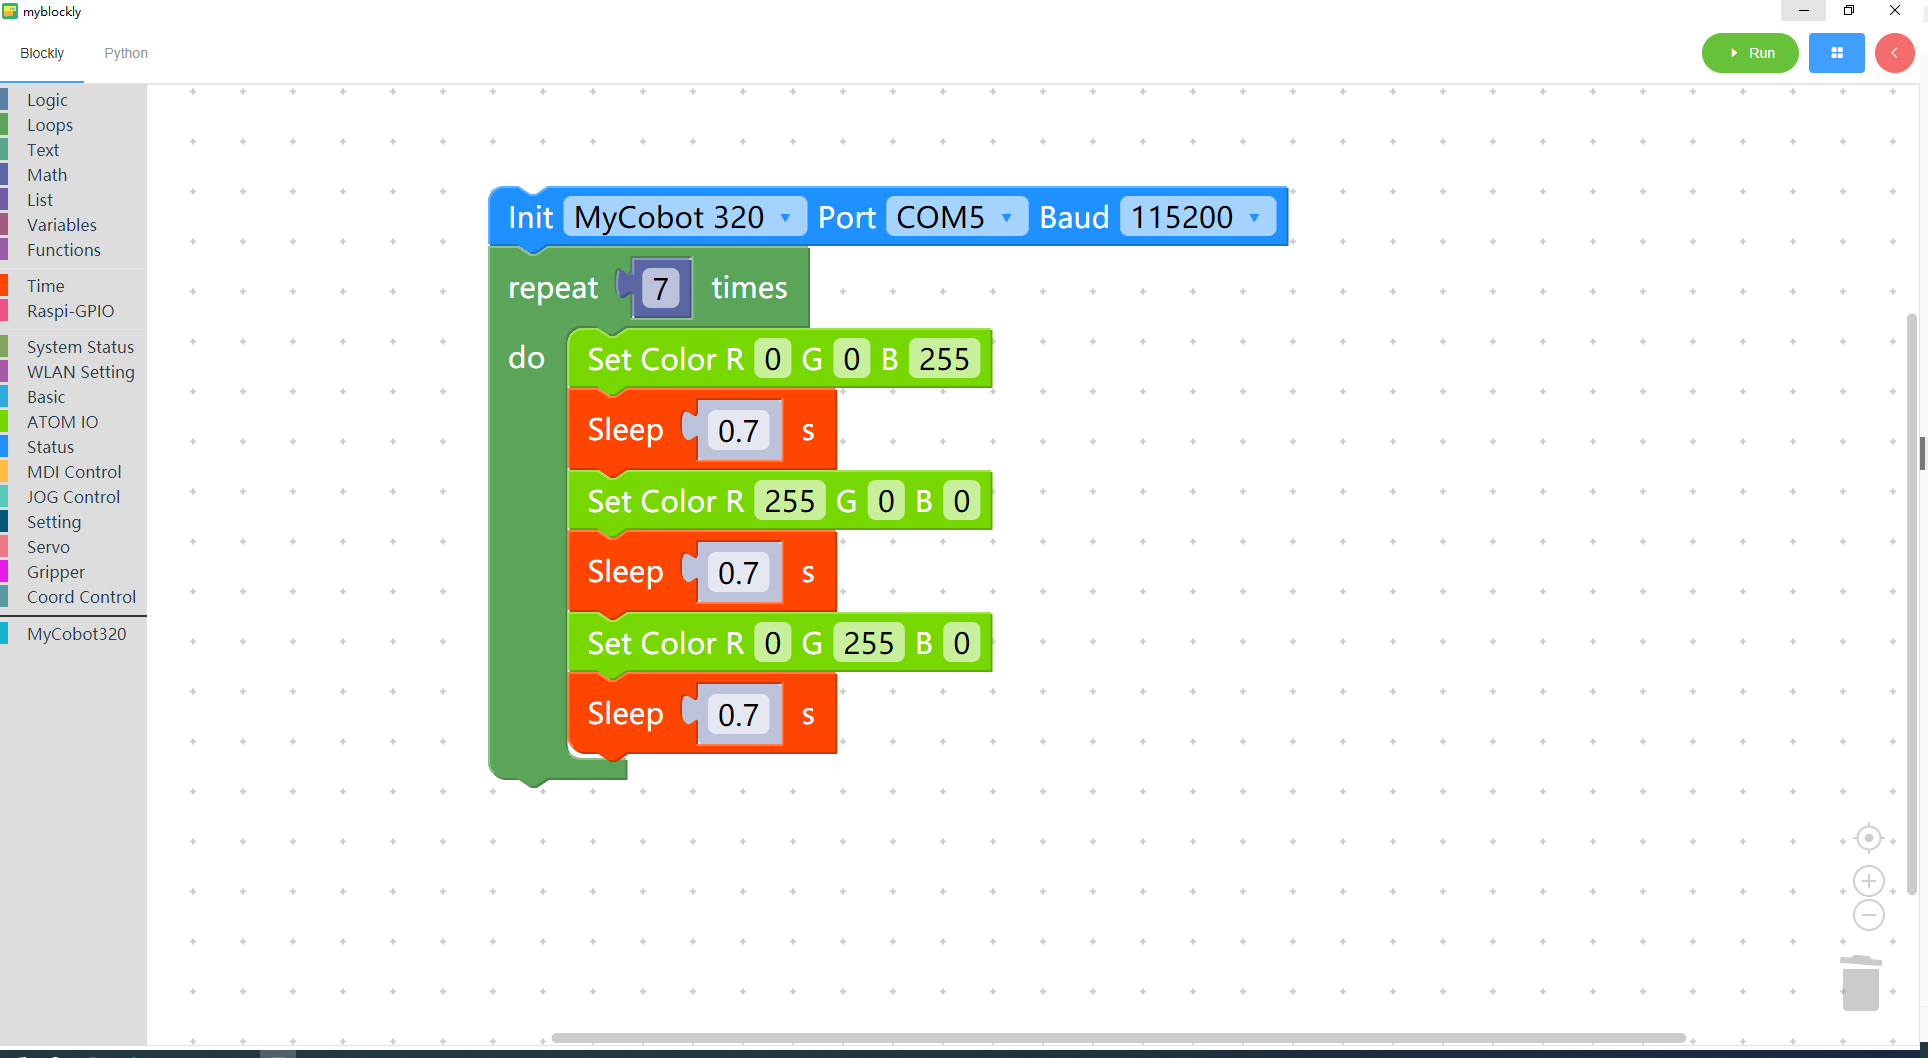 myblockly
Blockly Python
Run
Logic
Loops
Text
Math
List
Variables
Functions
Time
Raspi-GPIO
System Status
WLAN Setting
Basic
ATOM IO
Status
MDI Control
JOG Control
Setting
Servo
Gripper
Coord Control
MyCobot320
Init MyCobot 320 Port COM5 Baud 115200
repeat 7 times
do Set Color R 0 G 0 B 255
Sleep 0.7 s
Set Color R 255 G 0 B 0
Sleep 0.7 s
Set Color R 0 G 255 B 0
Sleep 0.7 s